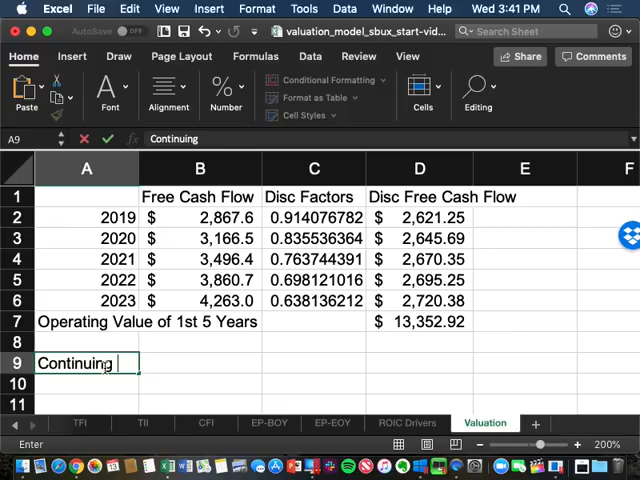 Excel File Edit View Insert Format Tools Data Window Wed 3:41 PM
AutoSave OFF valuation_model_sbux_start-vid... Search Sheet
Home Insert Page Layout Formulas Data Review View Share Comments
Paste Font Alignment Number Conditional Formatting Format as Table Cell Styles Cells Editing
A9 fx Continuing
A B C D E F
1 Free Cash Flow Disc Factors Disc Free Cash Flow
2 2019 $ 2,867.6 0.914076782 $ 2,621.25
3 2020 $ 3,166.5 0.835536364 $ 2,645.69
4 2021 $ 3,496.4 0.763744391 $ 2,670.35
5 2022 $ 3,860.7 0.698121016 $ 2,695.25
6 2023 $ 4,263.0 0.638136212 $ 2,720.38
7 Operating Value of 1st 5 Years $ 13,352.92
8
9 Continuing
10
11
TFI TII CFI EP-BOY EP-EOY ROIC Drivers Valuation
Enter 200%